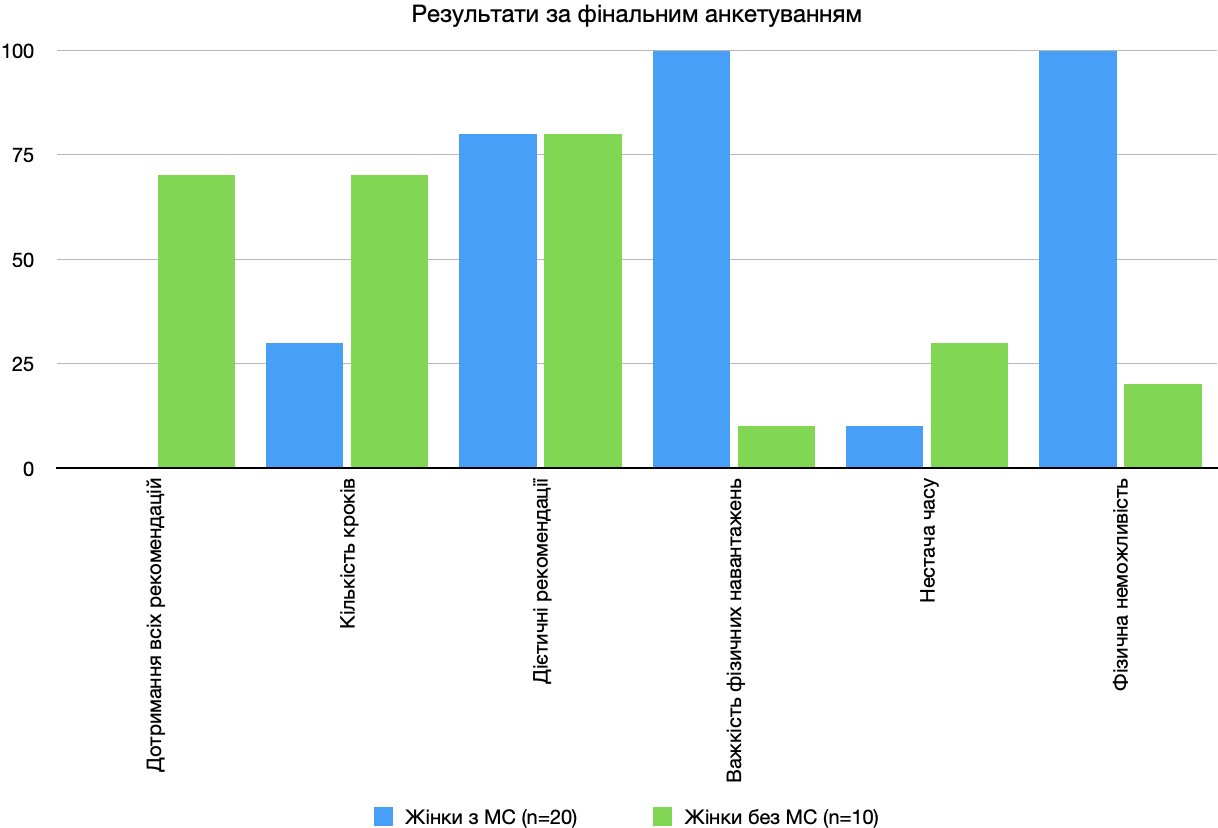 Результати за фінальним анкетуванням
100
75
50
25
0
Дотримання всіх рекомендацій
Кількість кроків
Дієтичні рекомендації
Важкість фізичних навантажень
Нестача часу
Фізична неможливість
Жінки з МС (n=20)
Жінки без МС (n=10)